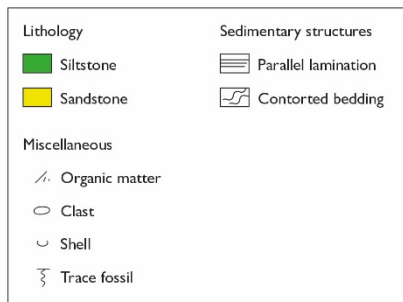 Lithology
Siltstone
Sandstone
Sedimentary structures
Parallel lamination
Contorted bedding
Miscellaneous
Organic matter
Clast
Shell
Trace fossil